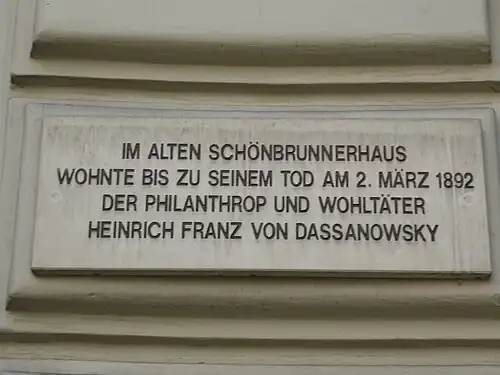 IM ALTEN SCHÖNBRUNNERHAUS
WOHNTE BIS ZU SEINEM TOD AM 2. MÄRZ 1892
DER PHILANTHROP UND WOHLTÄTER
HEINRICH FRANZ VON DASSANOWSKY